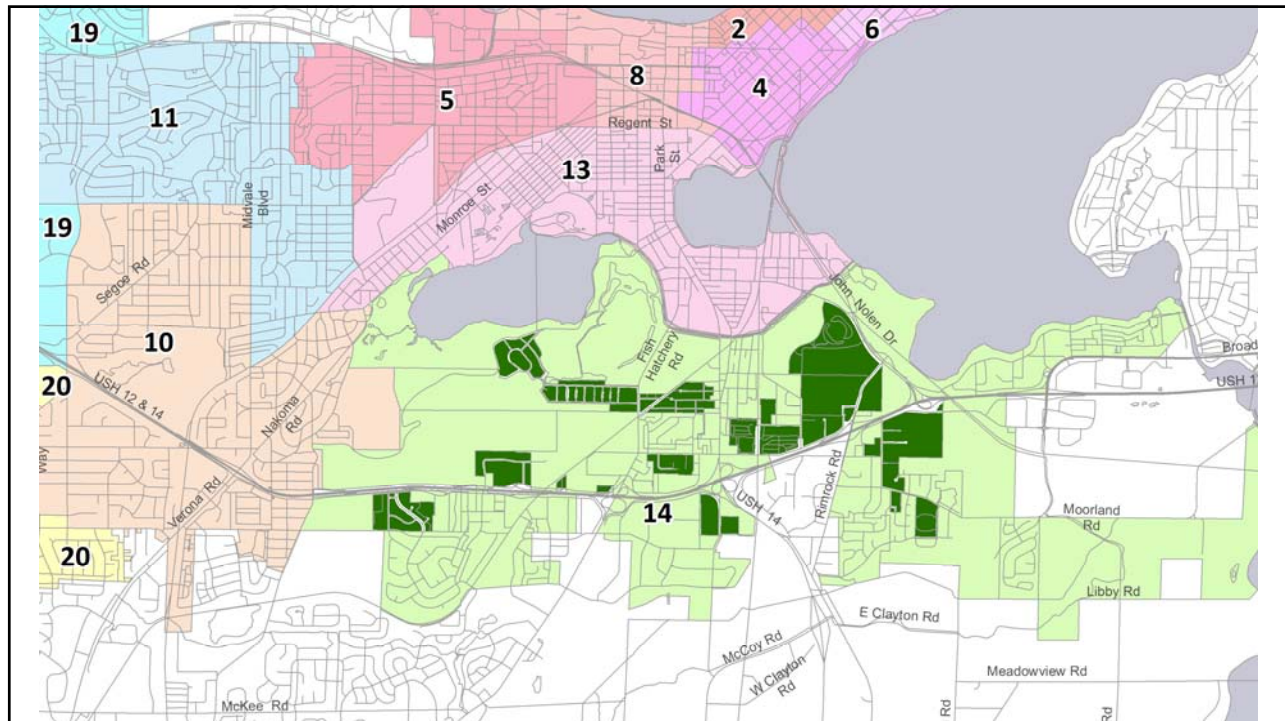 19
2
6
8
4
5
11
Regent St
Park
St
13
Midvale
Blvd
Monroe St
19
Segoe Rd
John Nolen Dr
10
Fish
Hatchery
Rd
Broad
20
USH 12 & 14
USH 1
Nakoma
Rd
Way
Verona Rd
Rimrock Rd
USH 14
14
Moorland
Rd
20
Libby Rd
E Clayton Rd
McCoy Rd
W Clayton
Rd
Meadowview Rd
McKee Rd
Rd
Rd